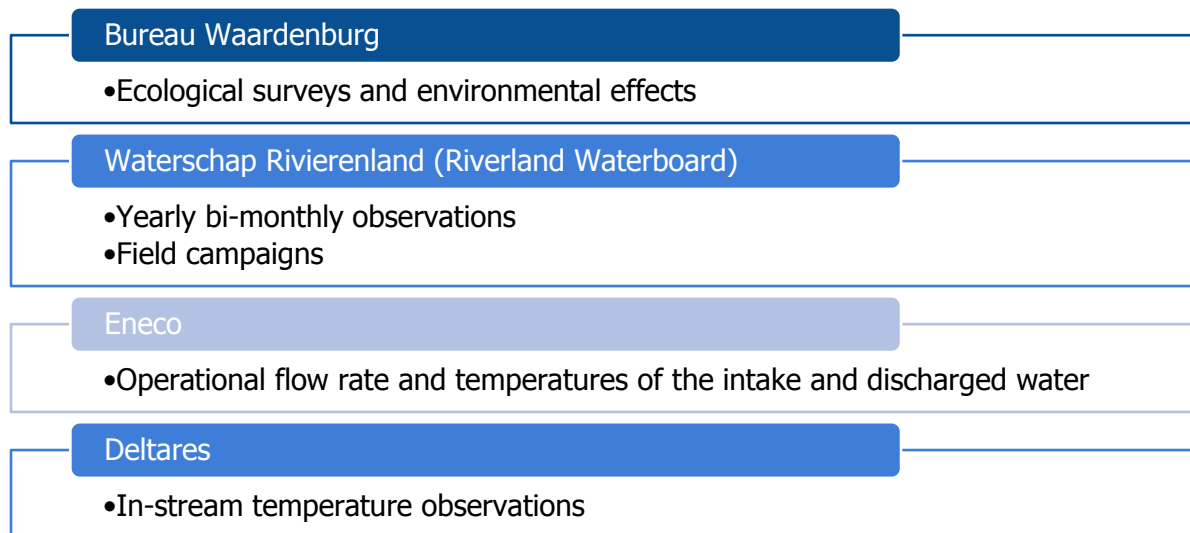 Bureau Waardenburg
•Ecological surveys and environmental effects
Waterschap Rivierenland (Riverland Waterboard)
•Yearly bi-monthly observations
•Field campaigns
Eneco
•Operational flow rate and temperatures of the intake and discharged water
Deltares
•In-stream temperature observations